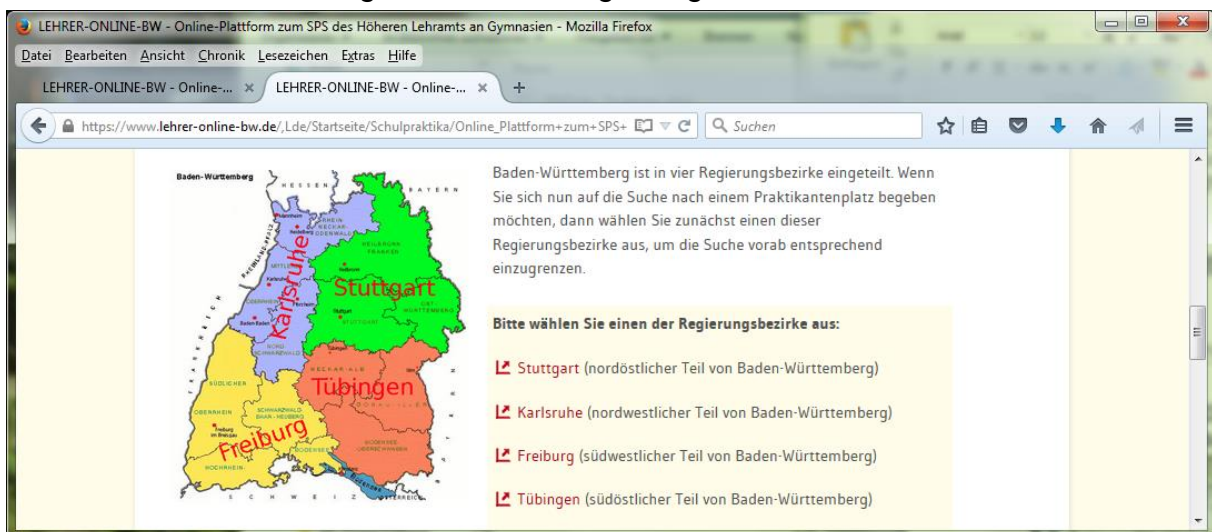 LEHRER-ONLINE-BW - Online-Plattform zum SPS des Höheren Lehramts an Gymnasien - Mozilla Firefox
Datei Bearbeiten Ansicht Chronik Lesezeichen Extras Hilfe
LEHRER-ONLINE-BW - Online-... × LEHRER-ONLINE-BW - Online-... × +
https://www.lehrer-online-bw.de/,Lde/Startseite/Schulpraktika/Online_Plattform+zum+SPS+ Suchen
Baden-Württemberg
HESSEN
BAYERN
FRANKREICH
SCHWEIZ
Karlsruhe
Stuttgart
Tübingen
Freiburg
Baden-Württemberg ist in vier Regierungsbezirke eingeteilt. Wenn
Sie sich nun auf die Suche nach einem Praktikantenplatz begeben
möchten, dann wählen Sie zunächst einen dieser
Regierungsbezirke aus, um die Suche vorab entsprechend
einzugrenzen.
Bitte wählen Sie einen der Regierungsbezirke aus:
Stuttgart (nordöstlicher Teil von Baden-Württemberg)
Karlsruhe (nordwestlicher Teil von Baden-Württemberg)
Freiburg (südwestlicher Teil von Baden-Württemberg)
Tübingen (südöstlicher Teil von Baden-Württemberg)